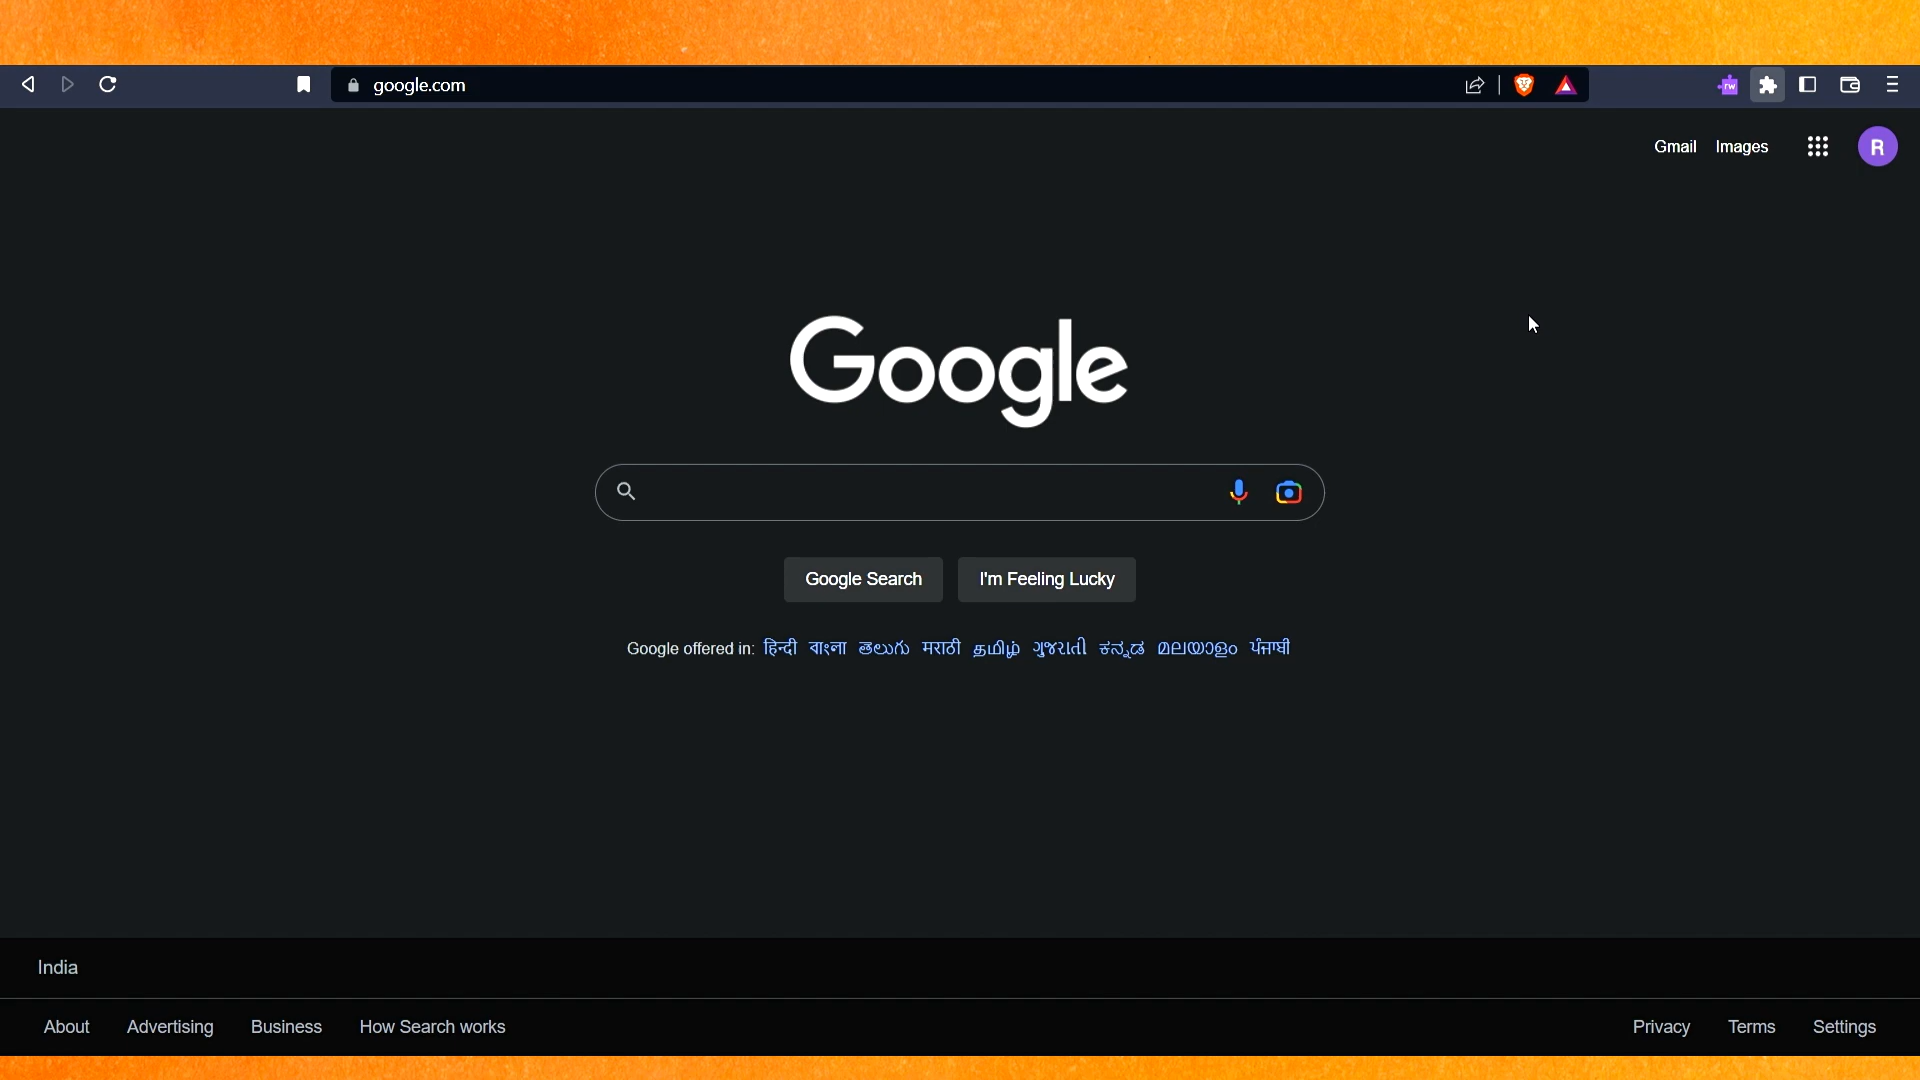 google.com
rw
Gmail Images
R
Google
Google Search I'm Feeling Lucky
Google offered in: हिन्दी বাংলা తెలుగు मराठी தமிழ் ગુજરાતી ಕನ್ನಡ മലയാളം ਪੰਜਾਬੀ
India
About Advertising Business How Search works Privacy Terms Settings